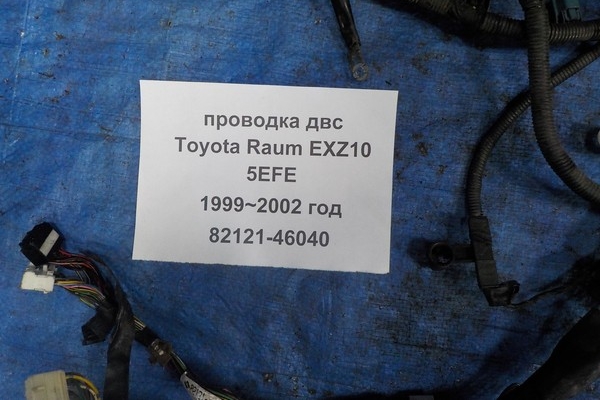 проводка двс
Toyota Raum EXZ10
5EFE
1999~2002 год
82121-46040